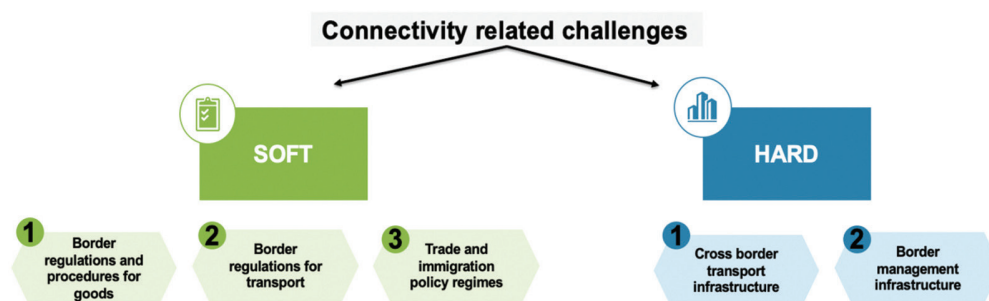 Connectivity related challenges
SOFT
HARD
1
Border
regulations and
procedures for
goods
2
Border
regulations for
transport
3
Trade and
immigration
policy regimes
1
Cross border
transport
infrastructure
2
Border
management
infrastructure